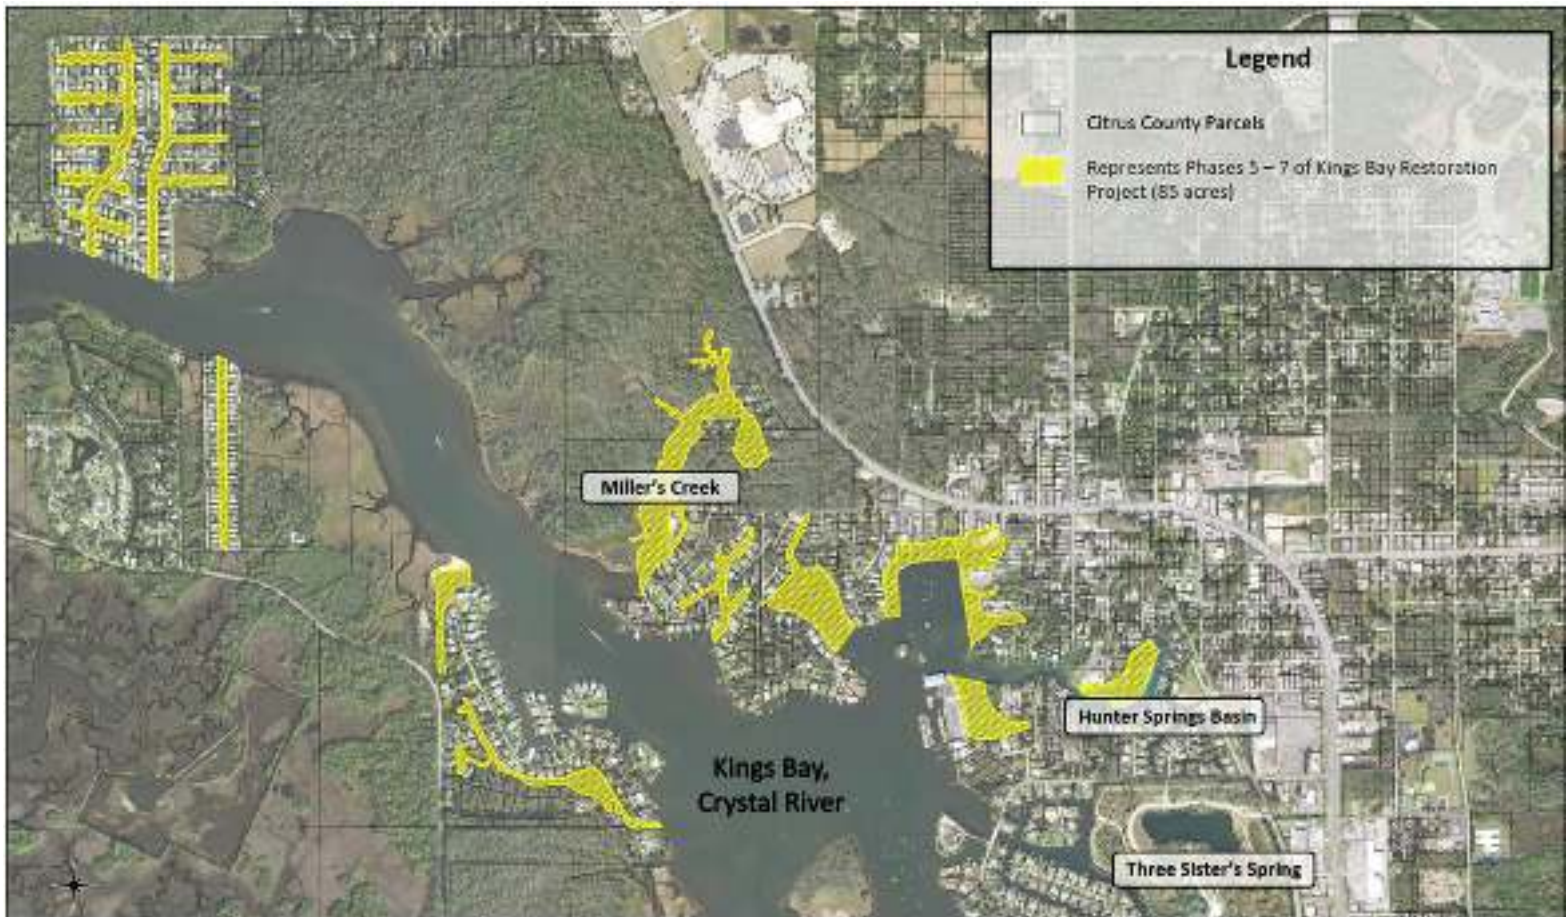 Legend
Citrus County Parcels
Represents Phases 5 – 7 of Kings Bay Restoration
Project (85 acres)
Miller's Creek
Hunter Springs Basin
Kings Bay,
Crystal River
Three Sister's Spring